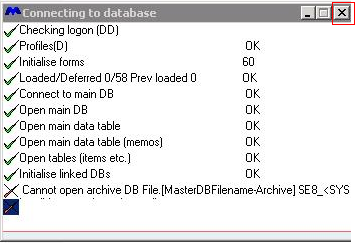 Connecting to database
Checking logon (DD)
Profiles(D) OK
Initialise forms 60
Loaded/Deferred 0/58 Prev loaded 0 OK
Connect to main DB OK
Open main DB OK
Open main data table OK
Open main data table (memos) OK
Open tables (items etc.) OK
Initialise linked DBs OK
Cannot open archive DB File.[MasterDBFilename-Archive] SE8_<SYS